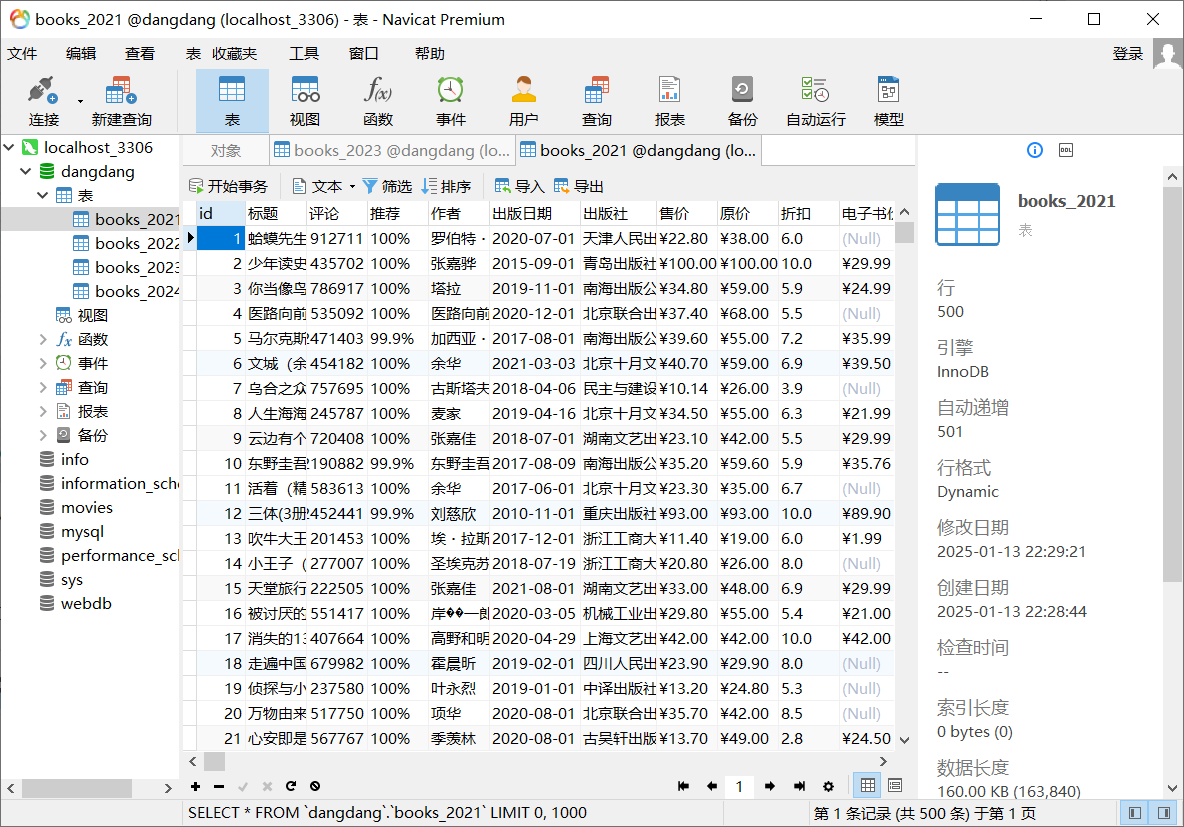 books_2021 @dangdang (localhost_3306) - 表 - Navicat Premium
文件 编辑 查看 表 收藏夹 工具 窗口 帮助 登录
连接 新建查询 表 视图 函数 事件 用户 查询 报表 备份 自动运行 模型
localhost_3306
dangdang
表
books_2021
books_2022
books_2023
books_2024
视图
函数
事件
查询
报表
备份
info
information_sche
movies
mysql
performance_scl
sys
webdb
对象 books_2023 @dangdang (lo... books_2021 @dangdang (lo...
开始事务 文本 筛选 排序 导入 导出
id 标题 评论 推荐 作者 出版日期 出版社 售价 原价 折扣 电子书价
1 蛤蟆先生 912711 100% 罗伯特· 2020-07-01 天津人民出 ¥22.80 ¥38.00 6.0 (Null)
2 少年读史 435702 100% 张嘉骅 2015-09-01 青岛出版社 ¥100.00 ¥100.00 10.0 ¥29.99
3 你当像鸟 786917 100% 塔拉 2019-11-01 南海出版公 ¥34.80 ¥59.00 5.9 ¥24.99
4 医路向前 535092 100% 医路向前 2020-12-01 北京联合出 ¥37.40 ¥68.00 5.5 (Null)
5 马尔克斯 2471403 99.9% 加西亚· 2017-08-01 南海出版公 ¥39.60 ¥55.00 7.2 ¥35.99
6 文城（余 454182 100% 余华 2021-03-03 北京十月文 ¥40.70 ¥59.00 6.9 ¥39.50
7 乌合之众 757695 100% 古斯塔夫 2018-04-06 民主与建设 ¥10.14 ¥26.00 3.9 (Null)
8 人生海海 245787 100% 麦家 2019-04-16 北京十月文 ¥34.50 ¥55.00 6.3 ¥21.99
9 云边有个 720408 100% 张嘉佳 2018-07-01 湖南文艺出 ¥23.10 ¥42.00 5.5 ¥29.99
10 东野圭吾 2190882 99.9% 东野圭吾 2017-08-09 南海出版公 ¥35.20 ¥59.60 5.9 ¥35.76
11 活着（精 583613 100% 余华 2017-06-01 北京十月文 ¥23.30 ¥35.00 6.7 (Null)
12 三体(3册 2452441 99.9% 刘慈欣 2010-11-01 重庆出版社 ¥93.00 ¥93.00 10.0 ¥89.90
13 吹牛大王 201453 100% 埃·拉斯 2017-12-01 浙江工商大 ¥11.40 ¥19.00 6.0 ¥1.99
14 小王子（ 277007 100% 圣埃克苏 2018-07-19 浙江工商大 ¥20.80 ¥26.00 8.0 (Null)
15 天堂旅行 222505 100% 张嘉佳 2021-08-01 湖南文艺出 ¥33.00 ¥48.00 6.9 ¥29.99
16 被讨厌的 551417 100% 岸��一郎 2020-03-05 机械工业出 ¥29.80 ¥55.00 5.4 ¥21.00
17 消失的13 407664 100% 高野和明 2020-04-29 上海文艺出 ¥42.00 ¥42.00 10.0 ¥42.00
18 走遍中国 679982 100% 霍晨昕 2019-02-01 四川人民出 ¥23.90 ¥29.90 8.0 (Null)
19 侦探与小 237580 100% 叶永烈 2019-01-01 中译出版社 ¥13.20 ¥24.80 5.3 (Null)
20 万物由来 517750 100% 项华 2020-08-01 北京联合出 ¥35.70 ¥42.00 8.5 (Null)
21 心安即是 567767 100% 季羡林 2020-08-01 古吴轩出版 ¥13.70 ¥49.00 2.8 ¥24.50
1
DDL
books_2021
表
行
500
引擎
InnoDB
自动递增
501
行格式
Dynamic
修改日期
2025-01-13 22:29:21
创建日期
2025-01-13 22:28:44
检查时间
--
索引长度
0 bytes (0)
数据长度
160.00 KB (163,840)
SELECT * FROM `dangdang`.`books_2021` LIMIT 0, 1000 第 1 条记录 (共 500 条) 于第 1 页